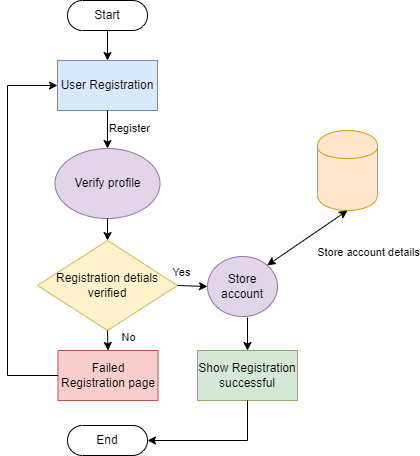 Start
User Registration
Register
Verify profile
Registration detials
verified
Yes
Store
account
Store account details
No
Failed
Registration page
Show Registration
successful
End